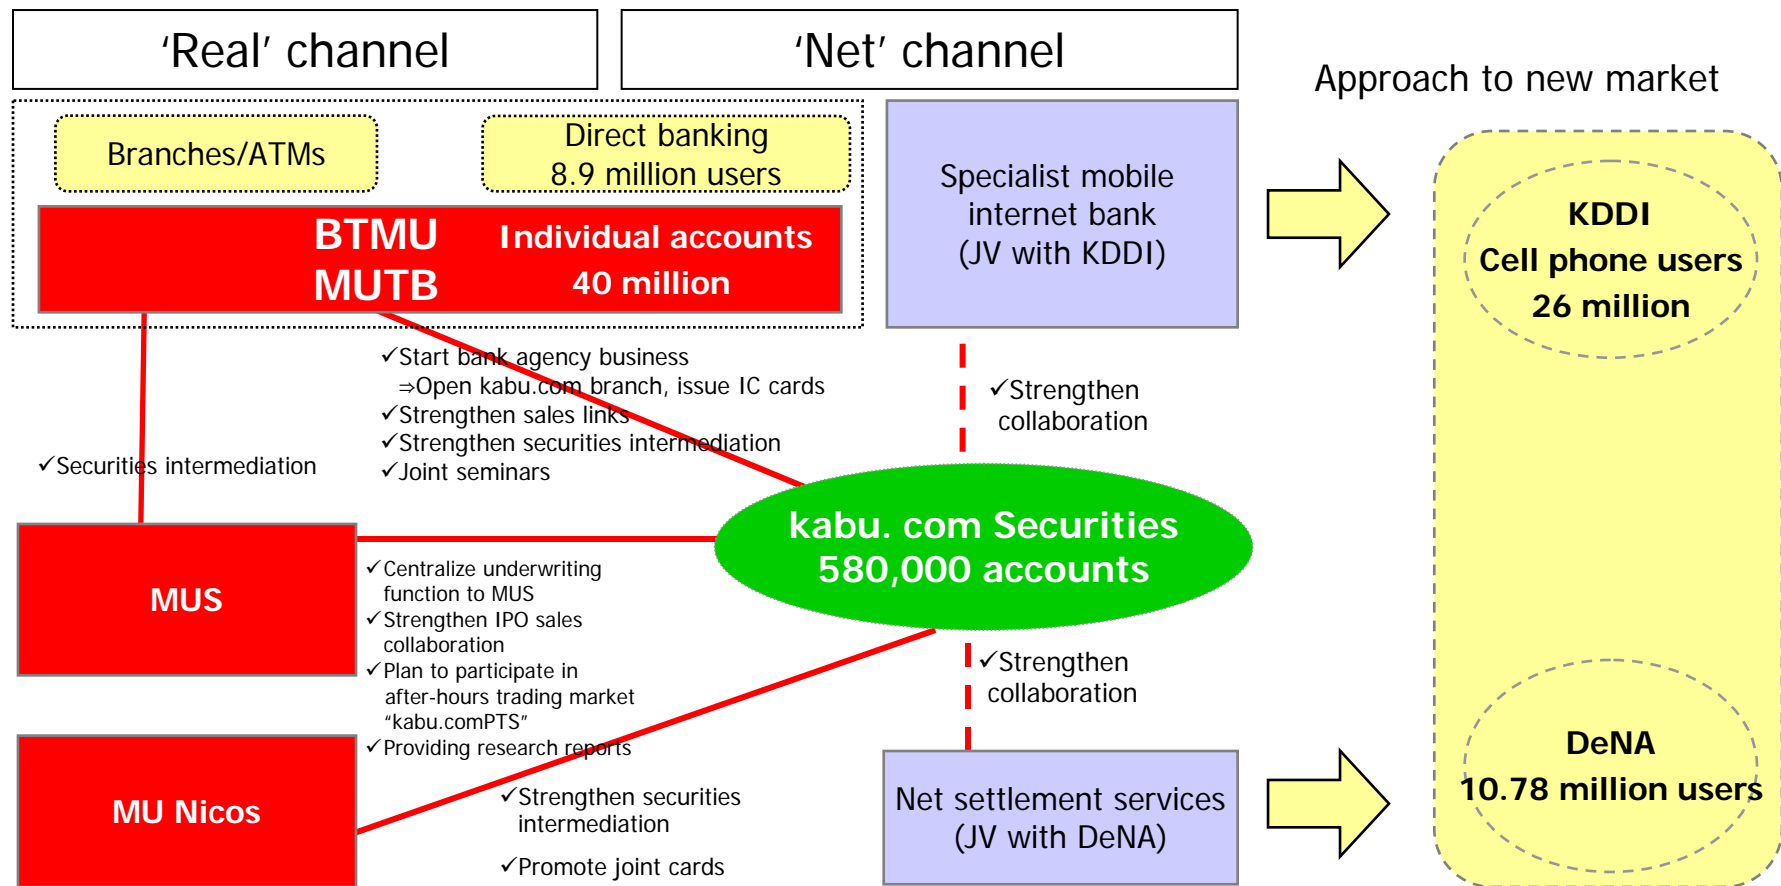 ‘Real’ channel
‘Net’ channel
Approach to new market
Branches/ATMs
Direct banking
8.9 million users
BTMU
MUTB
Individual accounts
40 million
Specialist mobile
internet bank
(JV with KDDI)
KDDI
Cell phone users
26 million
✓Start bank agency business
⇒Open kabu.com branch, issue IC cards
✓Strengthen sales links
✓Strengthen securities intermediation
✓Joint seminars
✓Strengthen
collaboration
✓Securities intermediation
kabu. com Securities
580,000 accounts
MUS
✓Centralize underwriting
function to MUS
✓Strengthen IPO sales
collaboration
✓Plan to participate in
after-hours trading market
“kabu.comPTS”
✓Providing research reports
✓Strengthen
collaboration
MU Nicos
✓Strengthen securities
intermediation
✓Promote joint cards
Net settlement services
(JV with DeNA)
DeNA
10.78 million users